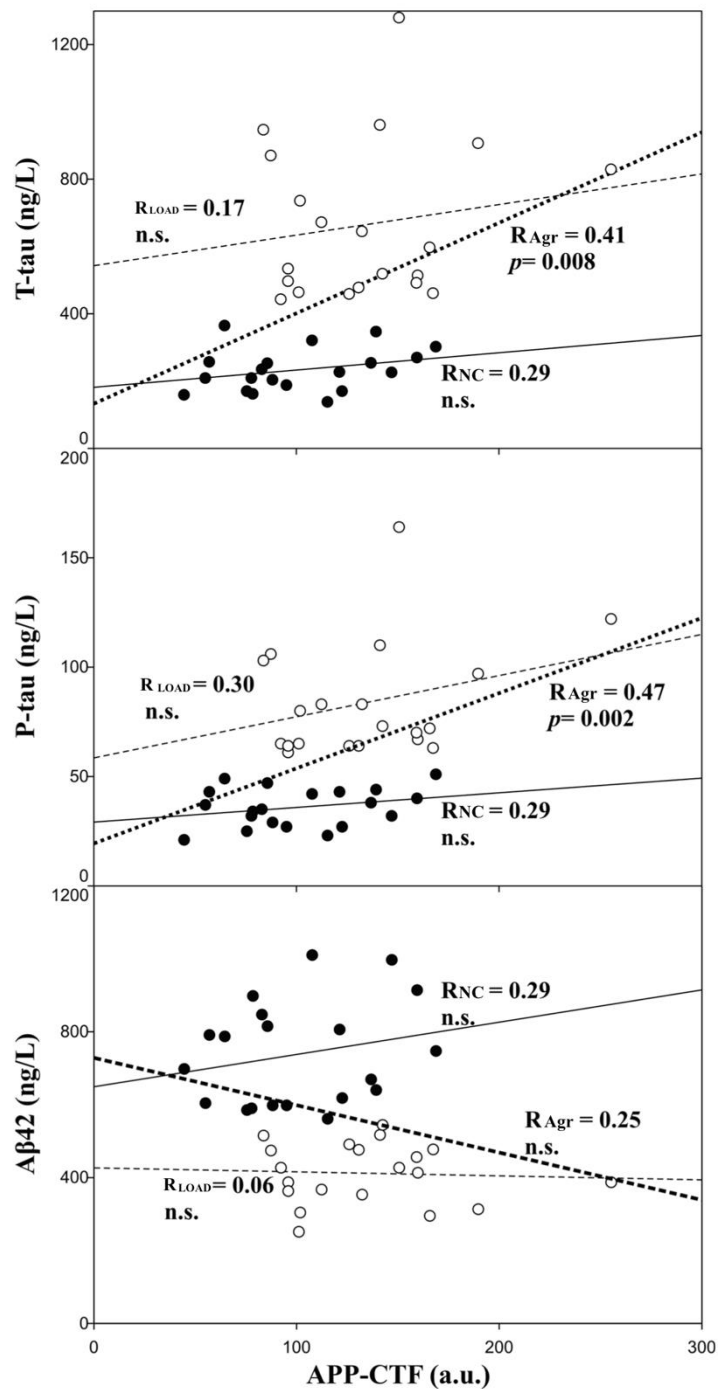 1200
800
400
0
T-tau (ng/L)
RLOAD = 0.17
n.s.
RAgr = 0.41
p= 0.008
RNC = 0.29
n.s.
200
150
100
50
0
P-tau (ng/L)
R LOAD = 0.30
n.s.
RAgr = 0.47
p= 0.002
RNC = 0.29
n.s.
1200
800
400
0
Aβ42 (ng/L)
RNC = 0.29
n.s.
RAgr = 0.25
n.s.
RLOAD = 0.06
n.s.
0 100 200 300
APP-CTF (a.u.)